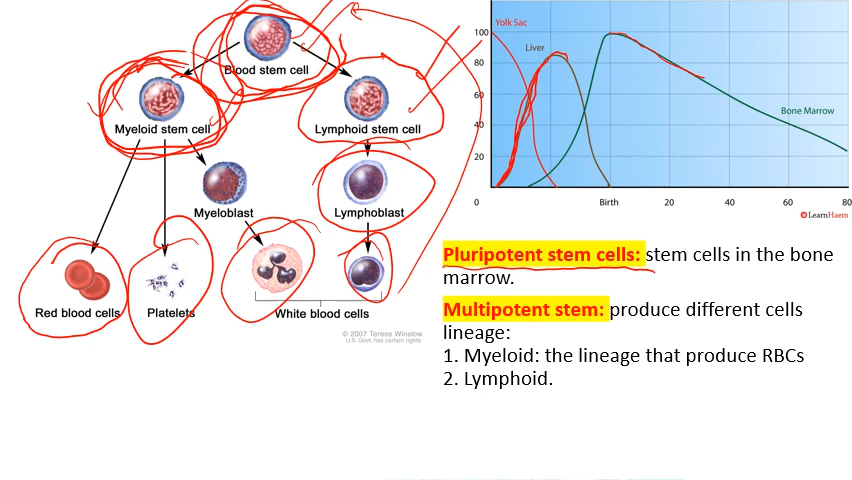 Blood stem cell
Myeloid stem cell
Lymphoid stem cell
Myeloblast
Lymphoblast
Red blood cells
Platelets
White blood cells
© 2007 Terese Winslow
U.S. Govt. has certain rights
Yolk Sac
100
Liver
80
60
Bone Marrow
40
20
0 Birth 20 40 60 80
LearnHaem
Pluripotent stem cells: stem cells in the bone
marrow.
Multipotent stem: produce different cells
lineage:
1. Myeloid: the lineage that produce RBCs
2. Lymphoid.